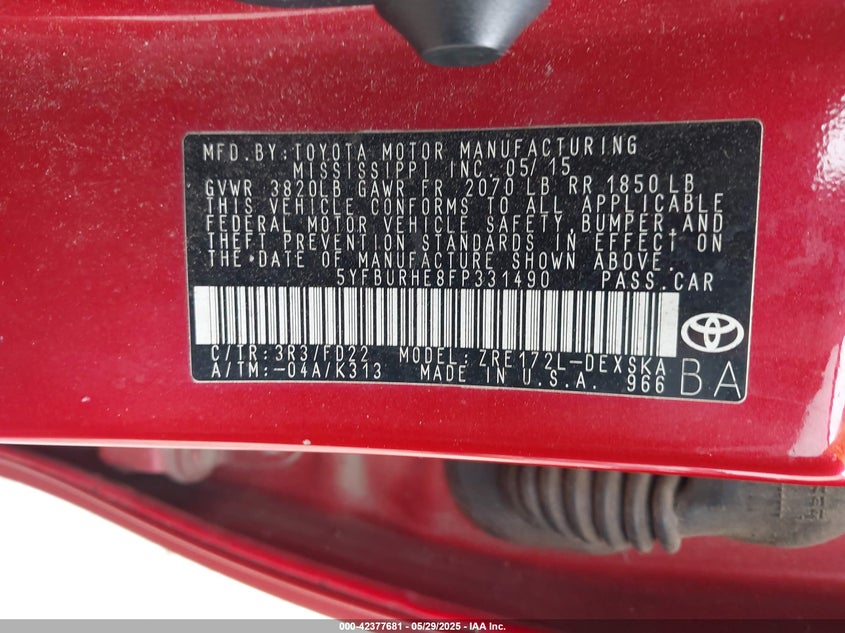 MFD.BY:TOYOTA MOTOR MANUFACTURING
MISSISSIPPI INC.05/15
GVWR 3820LB GAWR FR 2070 LB RR 1850 LB
THIS VEHICLE CONFORMS TO ALL APPLICABLE
FEDERAL MOTOR VEHICLE SAFETY,BUMPER,AND
THEFT PREVENTION STANDARDS IN EFFECT ON
THE DATE OF MANUFACTURE SHOWN ABOVE.
5YFBURHE8FP331490 PASS.CAR
C/TR:3R3/FD22 MODEL:ZRE172L-DEXSKA
A/TM:-04A/K313 MADE IN U.S.A. 966 BA
000-42377681 - 05/29/2025 - IAA Inc.